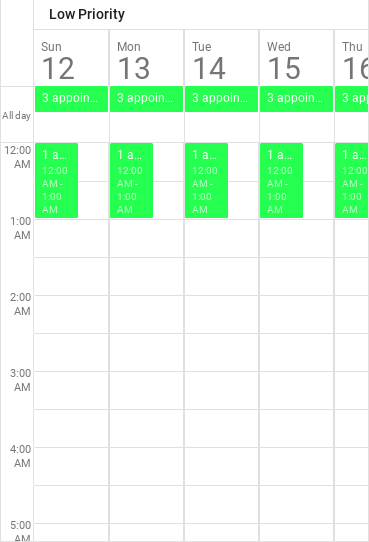 Low Priority
Sun Mon Tue Wed Thu
12 13 14 15 16
All day 3 appoin... 3 appoin... 3 appoin... 3 appoin... 3 app
12:00 AM 1 a... 1 a... 1 a... 1 a... 1 a...
12:00 12:00 12:00 12:00 12:00
AM - AM - AM - AM - AM -
1:00 1:00 1:00 1:00 1:00
AM AM AM AM AM
1:00
AM
2:00
AM
3:00
AM
4:00
AM
5:00
AM